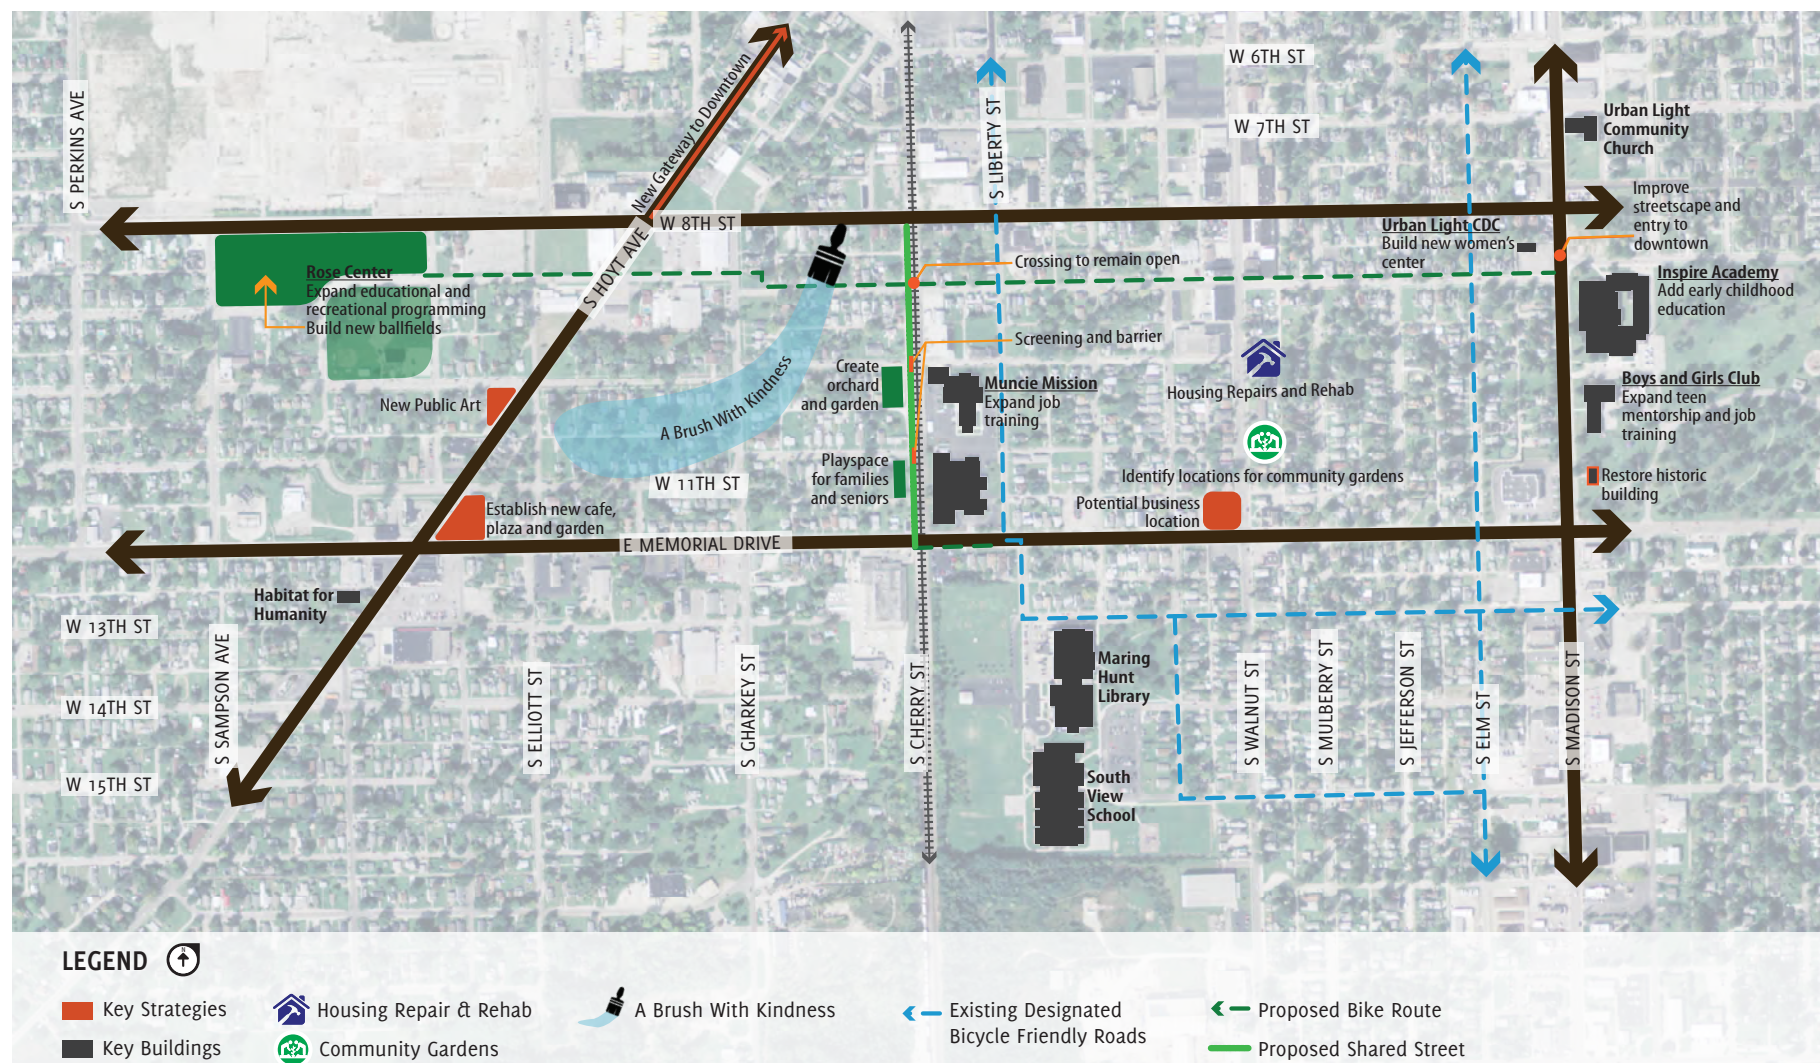 W 6TH ST
W 7TH ST
S PERKINS AVE
New Gateway to Downtown
S LIBERTY ST
Urban Light
Community
Church
Improve
streetscape and
entry to
downtown
W 8TH ST
S HOYT AVE
Urban Light CDC
Build new women's
center
Rose Center
Expand educational and
recreational programming
Build new ballfields
Crossing to remain open
Inspire Academy
Add early childhood
education
Screening and barrier
Create
orchard
and garden
Muncie Mission
Expand job
training
Housing Repairs and Rehab
Boys and Girls Club
Expand teen
mentorship and job
training
New Public Art
A Brush With Kindness
Playspace
for families
and seniors
W 11TH ST
Identify locations for community gardens
Restore historic
building
Potential business
location
Establish new cafe,
plaza and garden
E MEMORIAL DRIVE
Habitat for
Humanity
W 13TH ST
W 14TH ST
W 15TH ST
S SAMPSON AVE
S ELLIOTT ST
S GHARKEY ST
S CHERRY ST
Maring
Hunt
Library
South
View
School
S WALNUT ST
S MULBERRY ST
S JEFFERSON ST
S ELM ST
S MADISON ST
LEGEND
N
Key Strategies
Housing Repair & Rehab
A Brush With Kindness
Existing Designated
Bicycle Friendly Roads
Proposed Bike Route
Key Buildings
Community Gardens
Proposed Shared Street